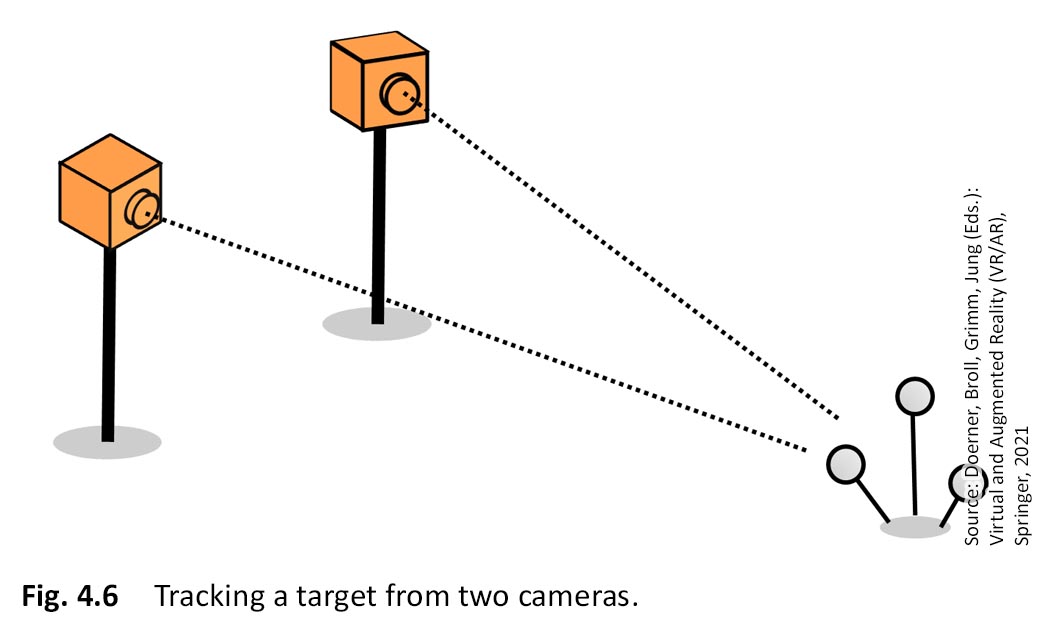 Source: Doerner, Broll, Grimm, Jung (Eds.):
Virtual and Augmented Reality (VR/AR),
Springer, 2021
Fig. 4.6 Tracking a target from two cameras.